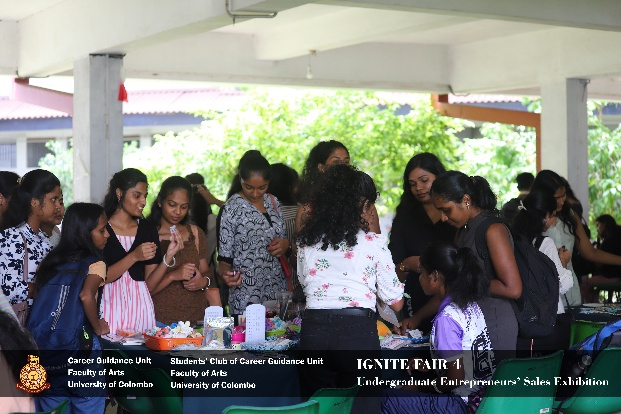 Career Guidance Unit
Faculty of Arts
University of Colombo
Students' Club of Career Guidance Unit
Faculty of Arts
University of Colombo
IGNITE FAIR 4
Undergraduate Entrepreneurs' Sales Exhibition